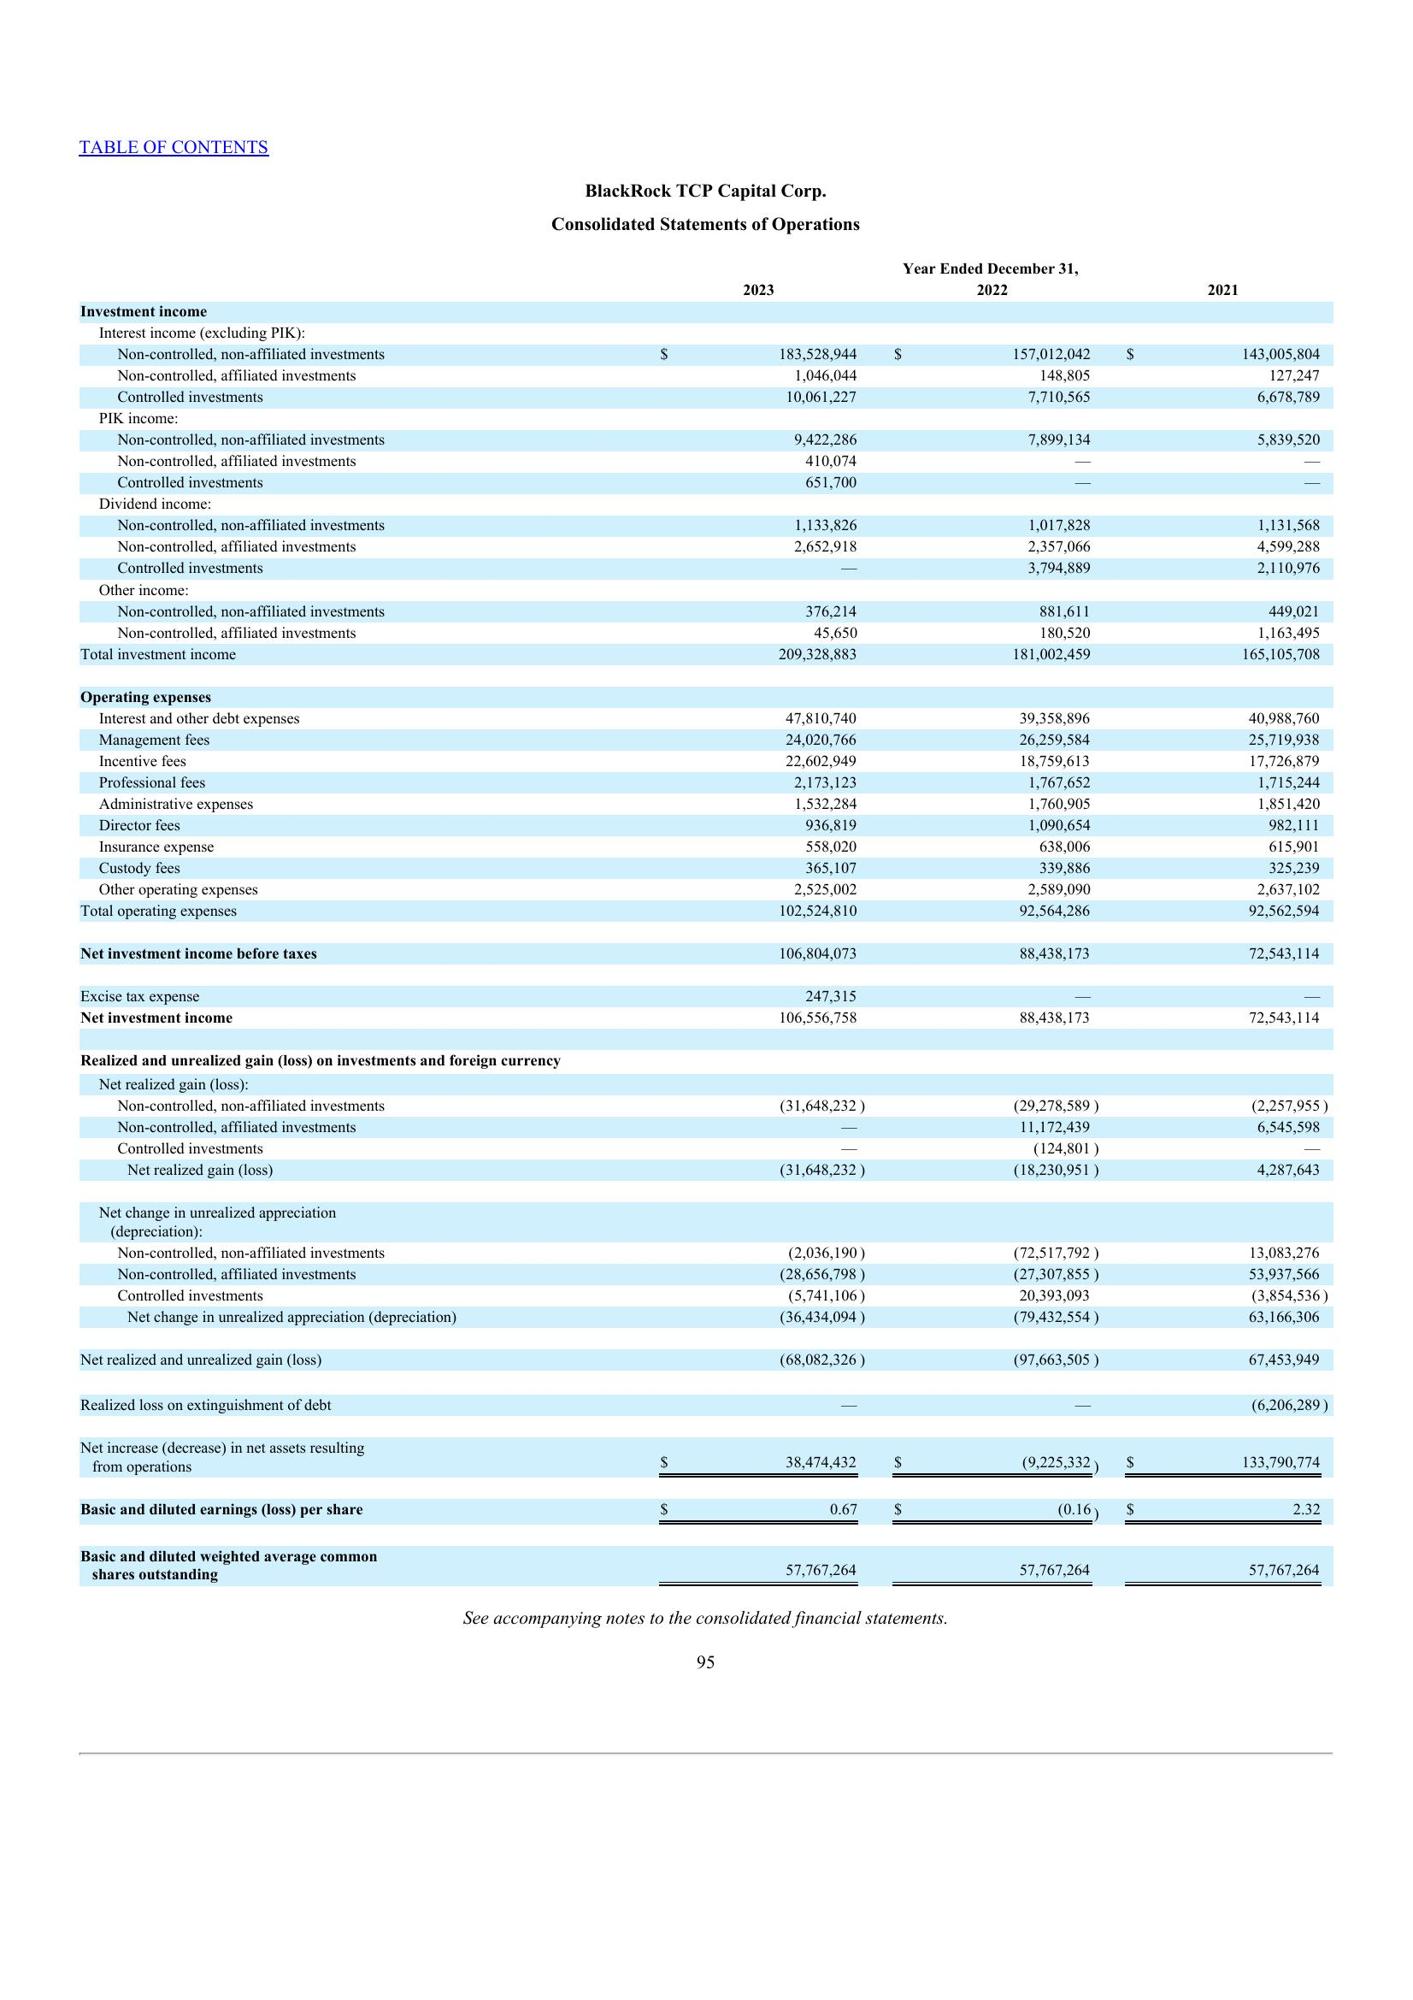 TABLE OF CONTENTS
BlackRock TCP Capital Corp.
Consolidated Statements of Operations
Year Ended December 31,
2023 2022 2021
Investment income
Interest income (excluding PIK):
Non-controlled, non-affiliated investments $ 183,528,944 $ 157,012,042 $ 143,005,804
Non-controlled, affiliated investments 1,046,044 148,805 127,247
Controlled investments 10,061,227 7,710,565 6,678,789
PIK income:
Non-controlled, non-affiliated investments 9,422,286 7,899,134 5,839,520
Non-controlled, affiliated investments 410,074 — —
Controlled investments 651,700 — —
Dividend income:
Non-controlled, non-affiliated investments 1,133,826 1,017,828 1,131,568
Non-controlled, affiliated investments 2,652,918 2,357,066 4,599,288
Controlled investments — 3,794,889 2,110,976
Other income:
Non-controlled, non-affiliated investments 376,214 881,611 449,021
Non-controlled, affiliated investments 45,650 180,520 1,163,495
Total investment income 209,328,883 181,002,459 165,105,708
Operating expenses
Interest and other debt expenses 47,810,740 39,358,896 40,988,760
Management fees 24,020,766 26,259,584 25,719,938
Incentive fees 22,602,949 18,759,613 17,726,879
Professional fees 2,173,123 1,767,652 1,715,244
Administrative expenses 1,532,284 1,760,905 1,851,420
Director fees 936,819 1,090,654 982,111
Insurance expense 558,020 638,006 615,901
Custody fees 365,107 339,886 325,239
Other operating expenses 2,525,002 2,589,090 2,637,102
Total operating expenses 102,524,810 92,564,286 92,562,594
Net investment income before taxes 106,804,073 88,438,173 72,543,114
Excise tax expense 247,315 — —
Net investment income 106,556,758 88,438,173 72,543,114
Realized and unrealized gain (loss) on investments and foreign currency
Net realized gain (loss):
Non-controlled, non-affiliated investments (31,648,232 ) (29,278,589 ) (2,257,955 )
Non-controlled, affiliated investments — 11,172,439 6,545,598
Controlled investments — (124,801 ) —
Net realized gain (loss) (31,648,232 ) (18,230,951 ) 4,287,643
Net change in unrealized appreciation
(depreciation):
Non-controlled, non-affiliated investments (2,036,190 ) (72,517,792 ) 13,083,276
Non-controlled, affiliated investments (28,656,798 ) (27,307,855 ) 53,937,566
Controlled investments (5,741,106 ) 20,393,093 (3,854,536 )
Net change in unrealized appreciation (depreciation) (36,434,094 ) (79,432,554 ) 63,166,306
Net realized and unrealized gain (loss) (68,082,326 ) (97,663,505 ) 67,453,949
Realized loss on extinguishment of debt — — (6,206,289 )
Net increase (decrease) in net assets resulting
from operations $ 38,474,432 $ (9,225,332 ) $ 133,790,774
Basic and diluted earnings (loss) per share $ 0.67 $ (0.16 ) $ 2.32
Basic and diluted weighted average common
shares outstanding 57,767,264 57,767,264 57,767,264
See accompanying notes to the consolidated financial statements.
95